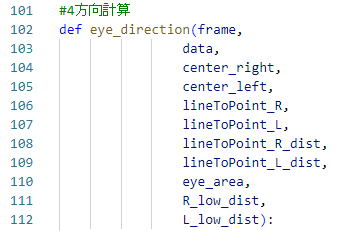 101 #4方向計算
102 def eye_direction(frame,
103 data,
104 center_right,
105 center_left,
106 lineToPoint_R,
107 lineToPoint_L,
108 lineToPoint_R_dist,
109 lineToPoint_L_dist,
110 eye_area,
111 R_low_dist,
112 L_low_dist):